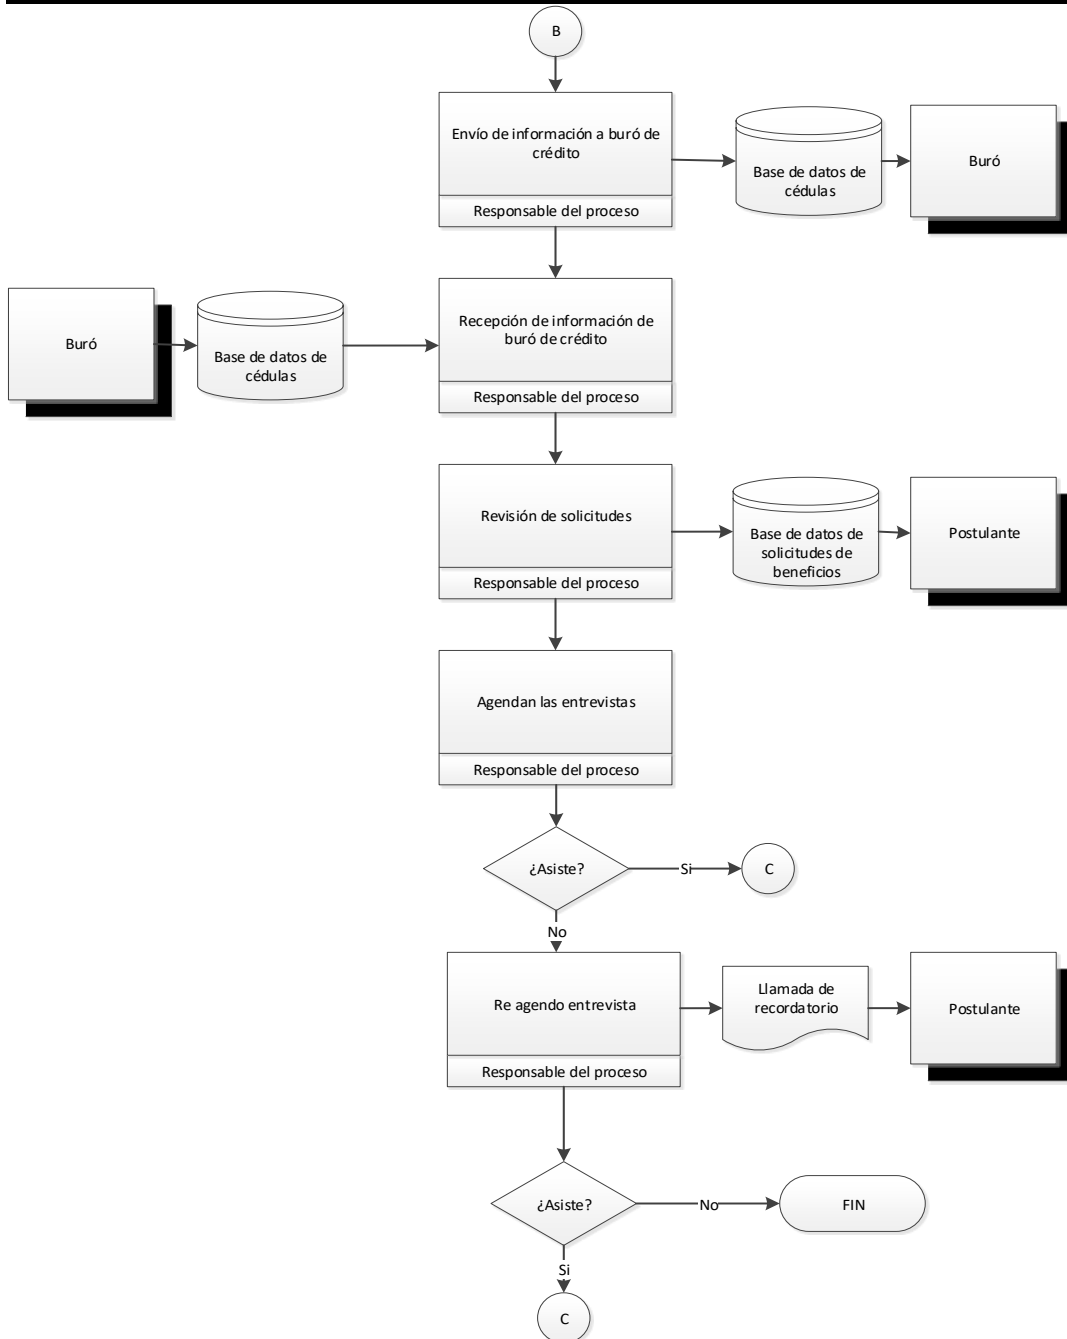 B
Envío de información a buró de
crédito
Responsable del proceso
Base de datos de
cédulas
Buró
Buró
Base de datos de
cédulas
Recepción de información de
buró de crédito
Responsable del proceso
Revisión de solicitudes
Responsable del proceso
Base de datos de
solicitudes de
beneficios
Postulante
Agendan las entrevistas
Responsable del proceso
¿Asiste?
Si
C
No
Re agendo entrevista
Responsable del proceso
Llamada de
recordatorio
Postulante
¿Asiste?
No
FIN
Si
C